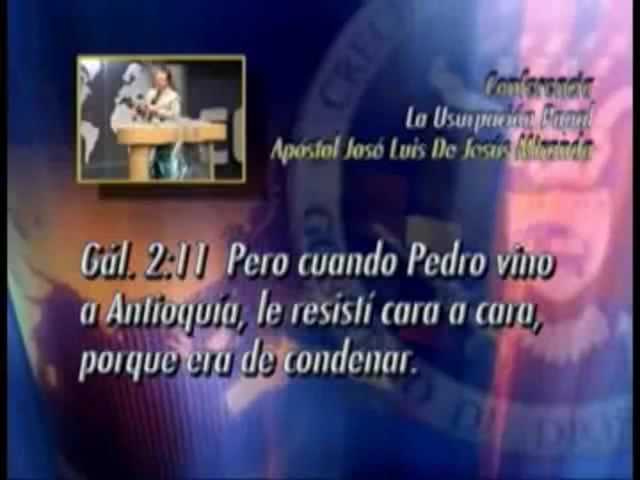 Conferencia
La Usurpación Papal
Apóstol José Luis De Jesús Miranda
Gál. 2:11 Pero cuando Pedro vino
a Antioquía, le resistí cara a cara,
porque era de condenar.